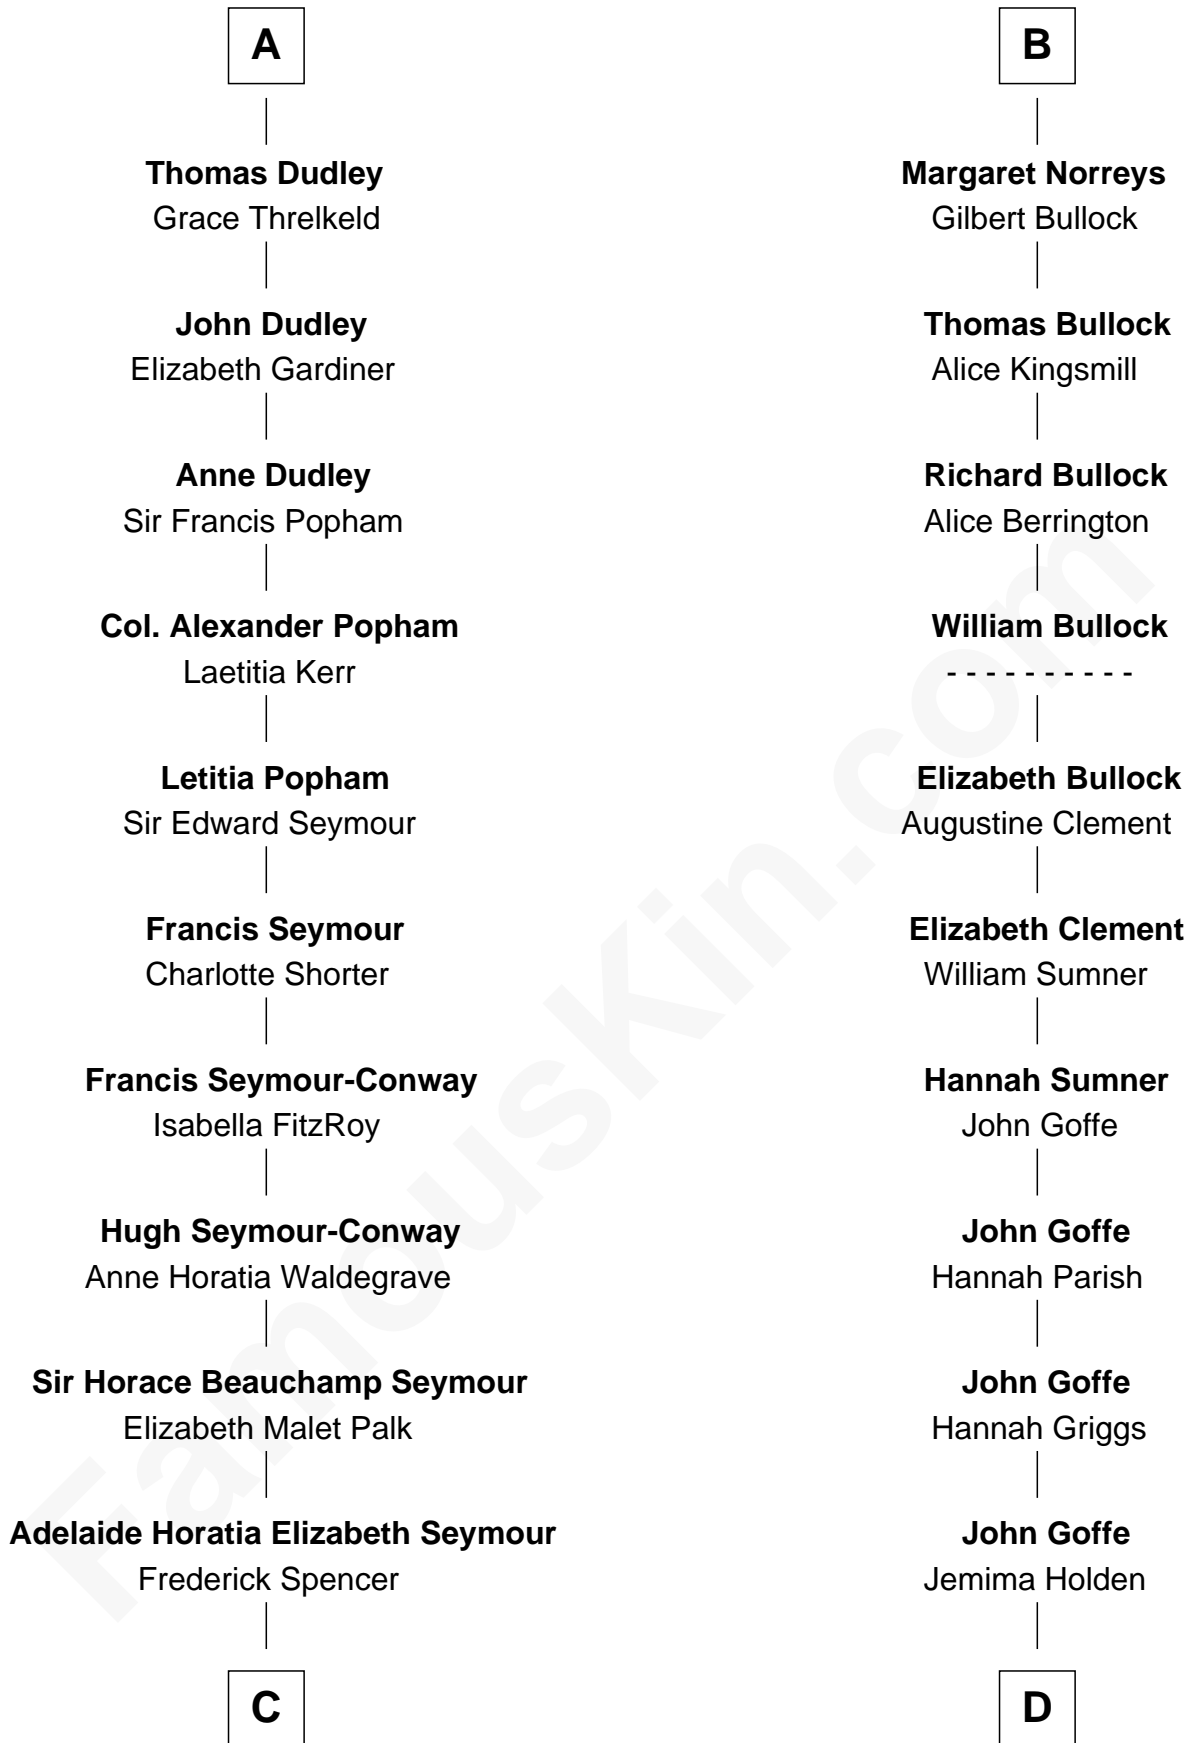 A
Thomas Dudley
Grace Threlkeld
John Dudley
Elizabeth Gardiner
Anne Dudley
Sir Francis Popham
Col. Alexander Popham
Laetitia Kerr
Letitia Popham
Sir Edward Seymour
Francis Seymour
Charlotte Shorter
Francis Seymour-Conway
Isabella FitzRoy
Hugh Seymour-Conway
Anne Horatia Waldegrave
Sir Horace Beauchamp Seymour
Elizabeth Malet Palk
Adelaide Horatia Elizabeth Seymour
Frederick Spencer
C
B
Margaret Norreys
Gilbert Bullock
Thomas Bullock
Alice Kingsmill
Richard Bullock
Alice Berrington
William Bullock
- - - - - - - - - -
Elizabeth Bullock
Augustine Clement
Elizabeth Clement
William Sumner
Hannah Sumner
John Goffe
John Goffe
Hannah Parish
John Goffe
Hannah Griggs
John Goffe
Jemima Holden
D
FamousKin.com